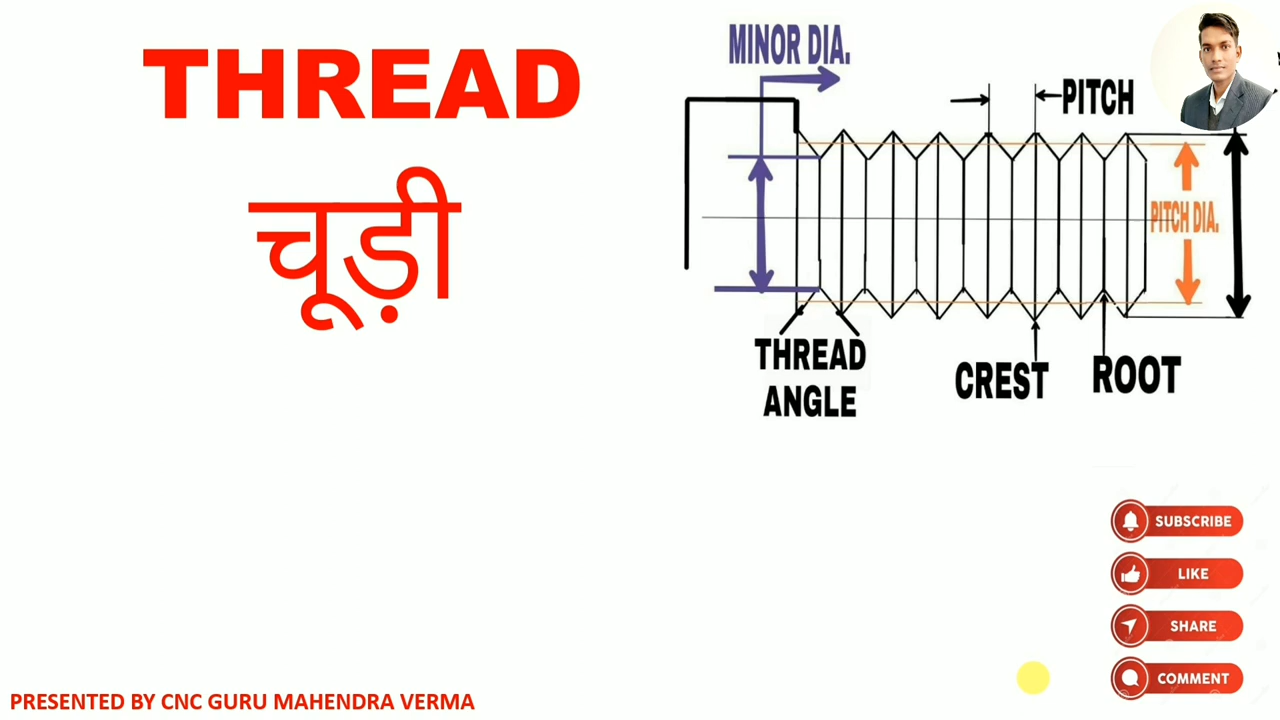 THREAD
चूड़ी
MINOR DIA.
PITCH
PITCH DIA.
THREAD
ANGLE
CREST
ROOT
SUBSCRIBE
LIKE
SHARE
COMMENT
PRESENTED BY CNC GURU MAHENDRA VERMA